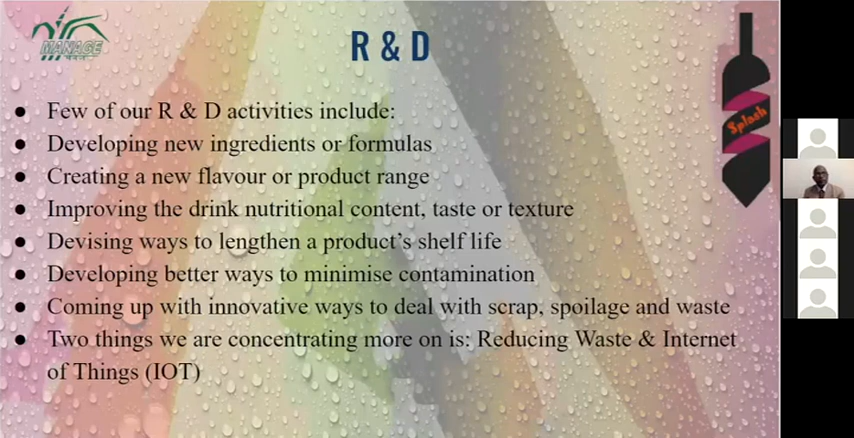 MANAGE
R & D
Splash
● Few of our R & D activities include:
● Developing new ingredients or formulas
● Creating a new flavour or product range
● Improving the drink nutritional content, taste or texture
● Devising ways to lengthen a product's shelf life
● Developing better ways to minimise contamination
● Coming up with innovative ways to deal with scrap, spoilage and waste
● Two things we are concentrating more on is: Reducing Waste & Internet
of Things (IOT)